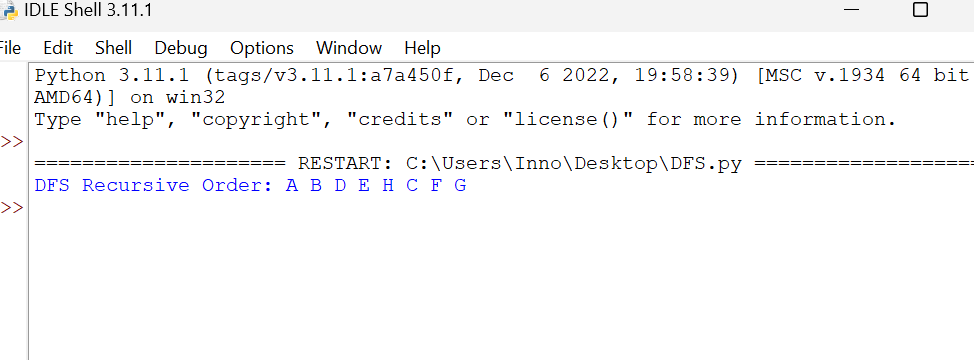 IDLE Shell 3.11.1
File Edit Shell Debug Options Window Help
Python 3.11.1 (tags/v3.11.1:a7a450f, Dec  6 2022, 19:58:39) [MSC v.1934 64 bit
AMD64)] on win32
Type "help", "copyright", "credits" or "license()" for more information.
>>
===================== RESTART: C:\Users\Inno\Desktop\DFS.py ===================
DFS Recursive Order: A B D E H C F G
>>